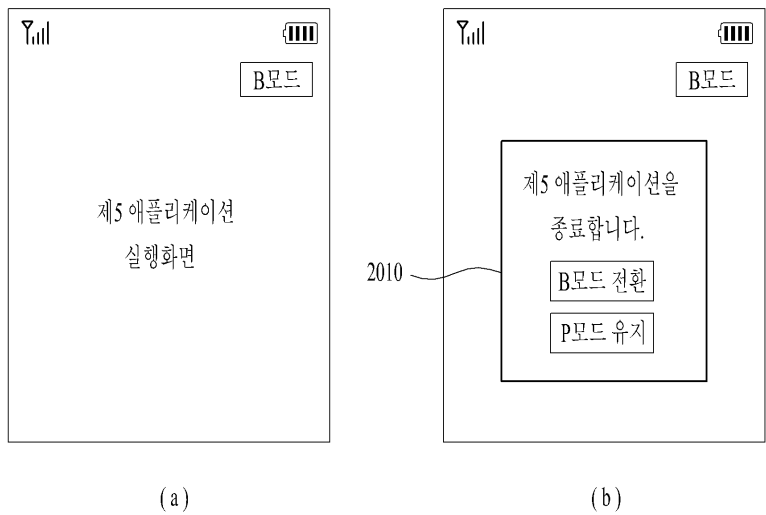 B모드
제5 애플리케이션
실행화면
(a)
B모드
제5 애플리케이션을
종료합니다.
B모드 전환
P모드 유지
2010
(b)